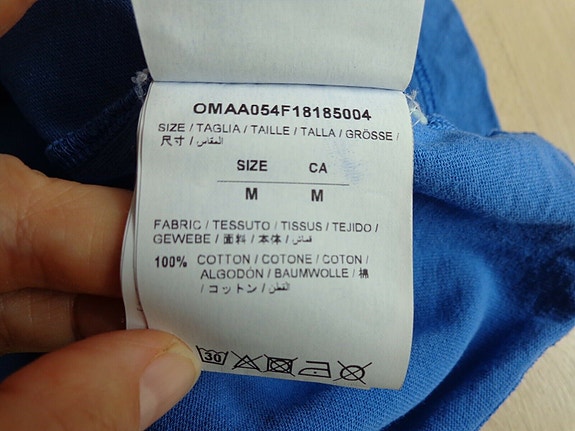 OMAA054F18185004
SIZE / TAGLIA / TAILLE / TALLA / GRÖSSE /
尺寸 / المقاس
SIZE CA
M M
FABRIC / TESSUTO / TISSUS / TEJIDO /
GEWEBE / 面料 / 本体 / قماش
100% COTTON / COTONE / COTON /
ALGODÓN / BAUMWOLLE / 棉
/ コットン / القطن
30